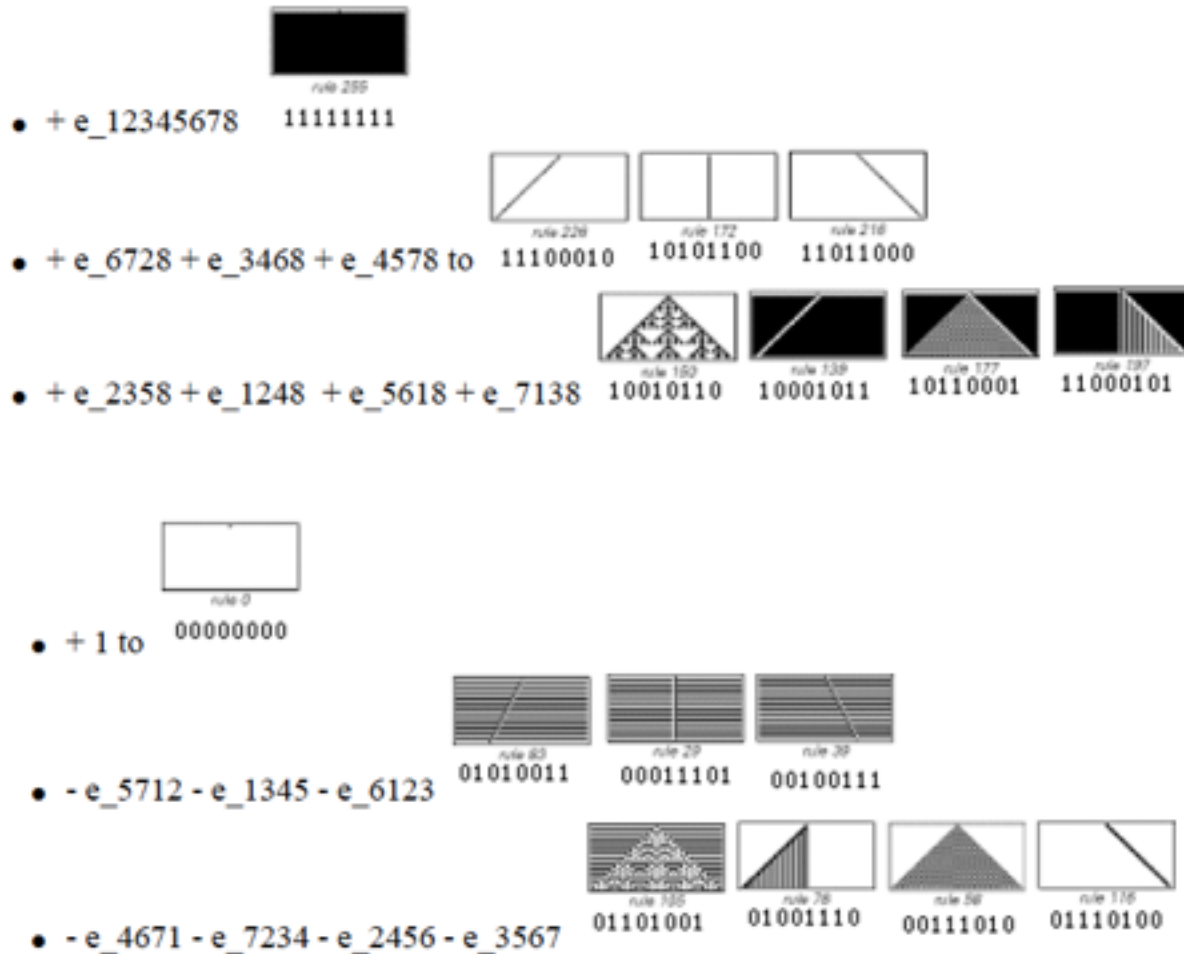 rule 255
• + e_12345678 11111111
rule 226 rule 172 rule 216
• + e_6728 + e_3468 + e_4578 to 11100010 10101100 11011000
rule 150 rule 139 rule 177 rule 197
• + e_2358 + e_1248 + e_5618 + e_7138 10010110 10001011 10110001 11000101
rule 0
• + 1 to 00000000
rule 83 rule 29 rule 39
• - e_5712 - e_1345 - e_6123 01010011 00011101 00100111
rule 105 rule 78 rule 58 rule 116
• - e_4671 - e_7234 - e_2456 - e_3567 01101001 01001110 00111010 01110100